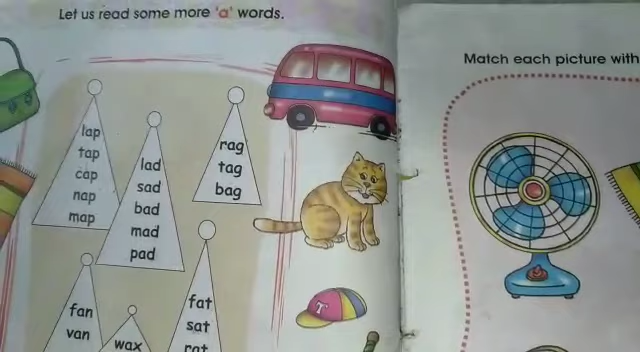 Let us read some more 'a' words.
lap
tap
cap
nap
map
lad
sad
bad
mad
pad
rag
tag
bag
fan
van
wax
fat
sat
rat
T
Match each picture with